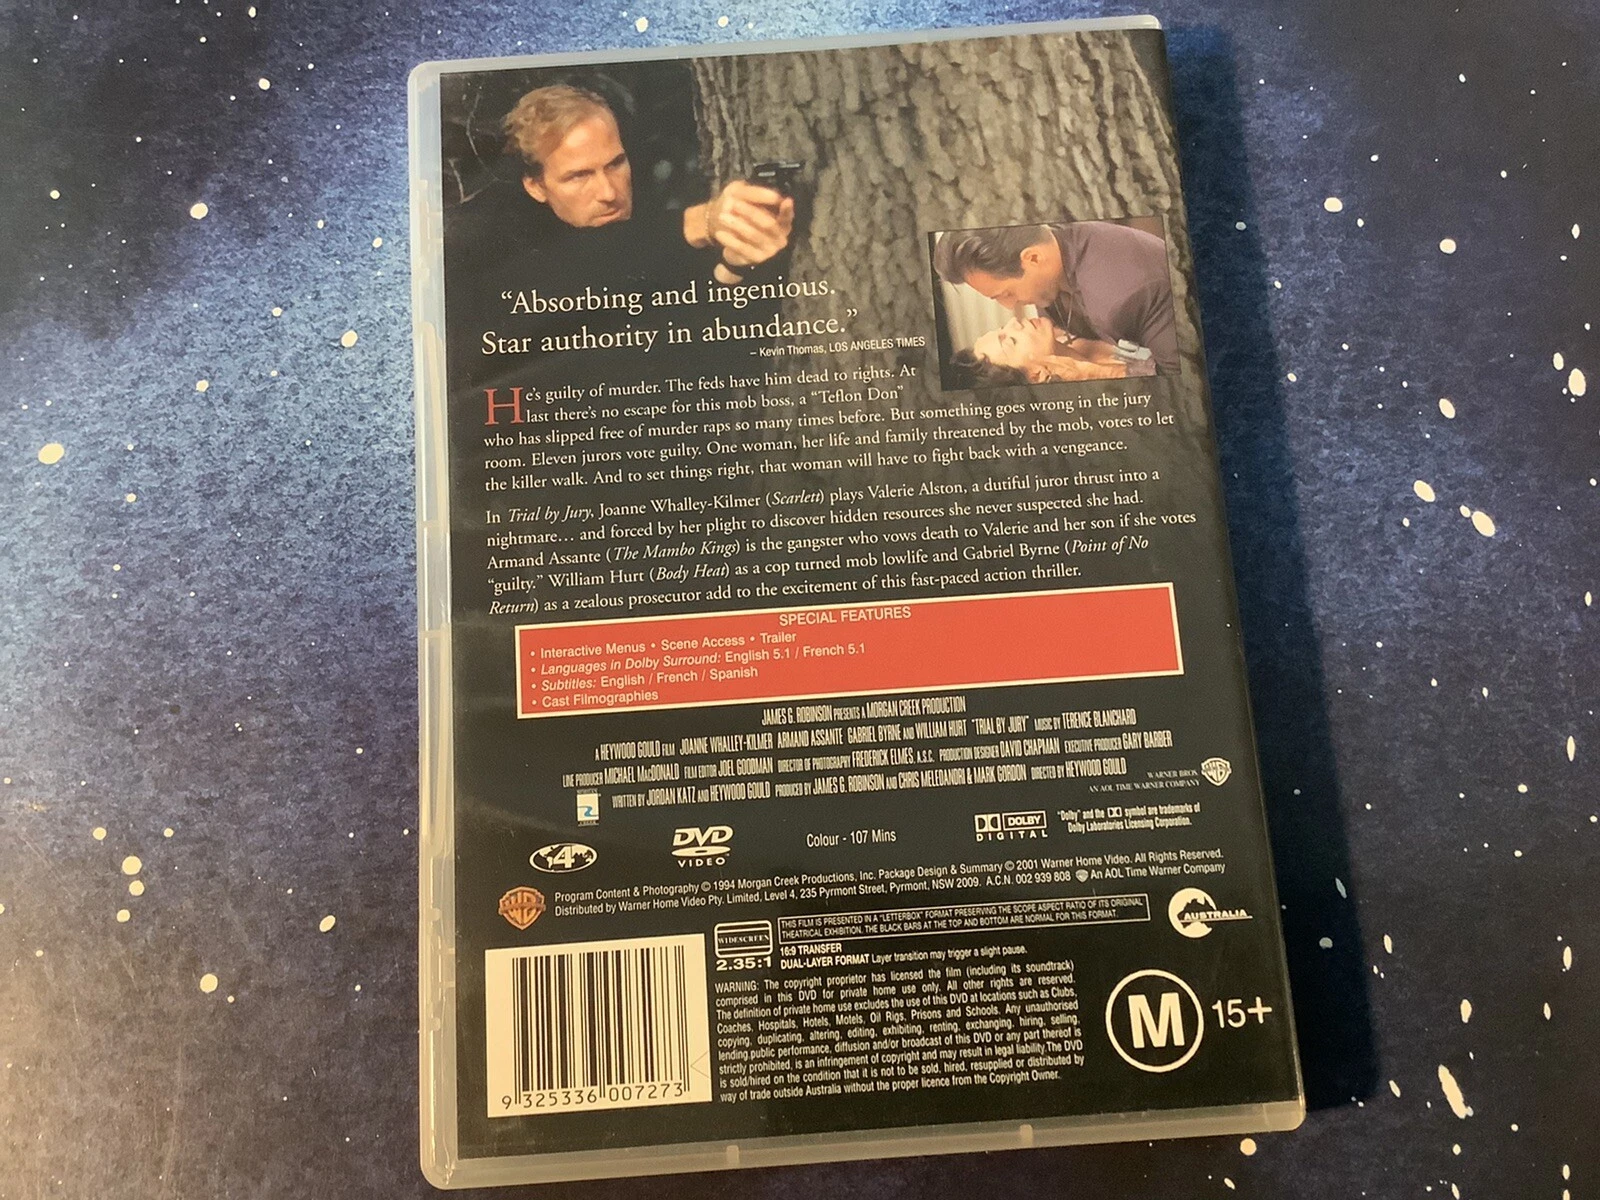 “Absorbing and ingenious.
Star authority in abundance.”
– Kevin Thomas, LOS ANGELES TIMES
He’s guilty of murder. The feds have him dead to rights. At
last there’s no escape for this mob boss, a “Teflon Don”
who has slipped free of murder raps so many times before. But something goes wrong in the jury
room. Eleven jurors vote guilty. One woman, her life and family threatened by the mob, votes to let
the killer walk. And to set things right, that woman will have to fight back with a vengeance.
In Trial by Jury, Joanne Whalley-Kilmer (Scarlett) plays Valerie Alston, a dutiful juror thrust into a
nightmare… and forced by her plight to discover hidden resources she never suspected she had.
Armand Assante (The Mambo Kings) is the gangster who vows death to Valerie and her son if she votes
“guilty.” William Hurt (Body Heat) as a cop turned mob lowlife and Gabriel Byrne (Point of No
Return) as a zealous prosecutor add to the excitement of this fast-paced action thriller.
SPECIAL FEATURES
• Interactive Menus • Scene Access • Trailer
• Languages in Dolby Surround: English 5.1 / French 5.1
• Subtitles: English / French / Spanish
• Cast Filmographies
JAMES G. ROBINSON PRESENTS A MORGAN CREEK PRODUCTION
A HEYWOOD GOULD FILM JOANNE WHALLEY-KILMER ARMAND ASSANTE GABRIEL BYRNE AND WILLIAM HURT "TRIAL BY JURY" MUSIC BY TERENCE BLANCHARD
LINE PRODUCER MICHAEL MACDONALD FILM EDITOR JOEL GOODMAN DIRECTOR OF PHOTOGRAPHY FREDERICK ELMES, A.S.C. PRODUCTION DESIGNER DAVID CHAPMAN EXECUTIVE PRODUCER GARY BARBER
WRITTEN BY JORDAN KATZ AND HEYWOOD GOULD PRODUCED BY JAMES G. ROBINSON AND CHRIS MELEDANDRI & MARK GORDON DIRECTED BY HEYWOOD GOULD
WARNER BROS.
AN AOL TIME WARNER COMPANY
4
DVD
VIDEO
Colour - 107 Mins
DOLBY
DIGITAL
"Dolby" and the DD symbol are trademarks of
Dolby Laboratories Licensing Corporation.
Program Content & Photography © 1994 Morgan Creek Productions, Inc. Package Design & Summary © 2001 Warner Home Video. All Rights Reserved.
Distributed by Warner Home Video Pty. Limited, Level 4, 235 Pyrmont Street, Pyrmont, NSW 2009. A.C.N. 002 939 808 An AOL Time Warner Company
WIDESCREEN
2.35:1
THIS FILM IS PRESENTED IN A "LETTERBOX" FORMAT PRESERVING THE SCOPE ASPECT RATIO OF ITS ORIGINAL
THEATRICAL EXHIBITION. THE BLACK BARS AT THE TOP AND BOTTOM ARE NORMAL FOR THIS FORMAT.
16:9 TRANSFER
DUAL-LAYER FORMAT Layer transition may trigger a slight pause.
AUSTRALIA
WARNING: The copyright proprietor has licensed the film (including its soundtrack)
comprised in this DVD for private home use only. All other rights are reserved.
The definition of private home use excludes the use of this DVD at locations such as Clubs,
Coaches, Hospitals, Hotels, Motels, Oil Rigs, Prisons and Schools. Any unauthorised
copying, duplicating, altering, editing, exhibiting, renting, exchanging, hiring, selling,
lending public performance, diffusion and/or broadcast of this DVD or any part thereof is
strictly prohibited, is an infringement of copyright and may result in legal liability.The DVD
is sold/hired on the condition that it is not to be sold, hired, resupplied or distributed by
way of trade outside Australia without the proper licence from the Copyright Owner.
M 15+
9 325336 007273